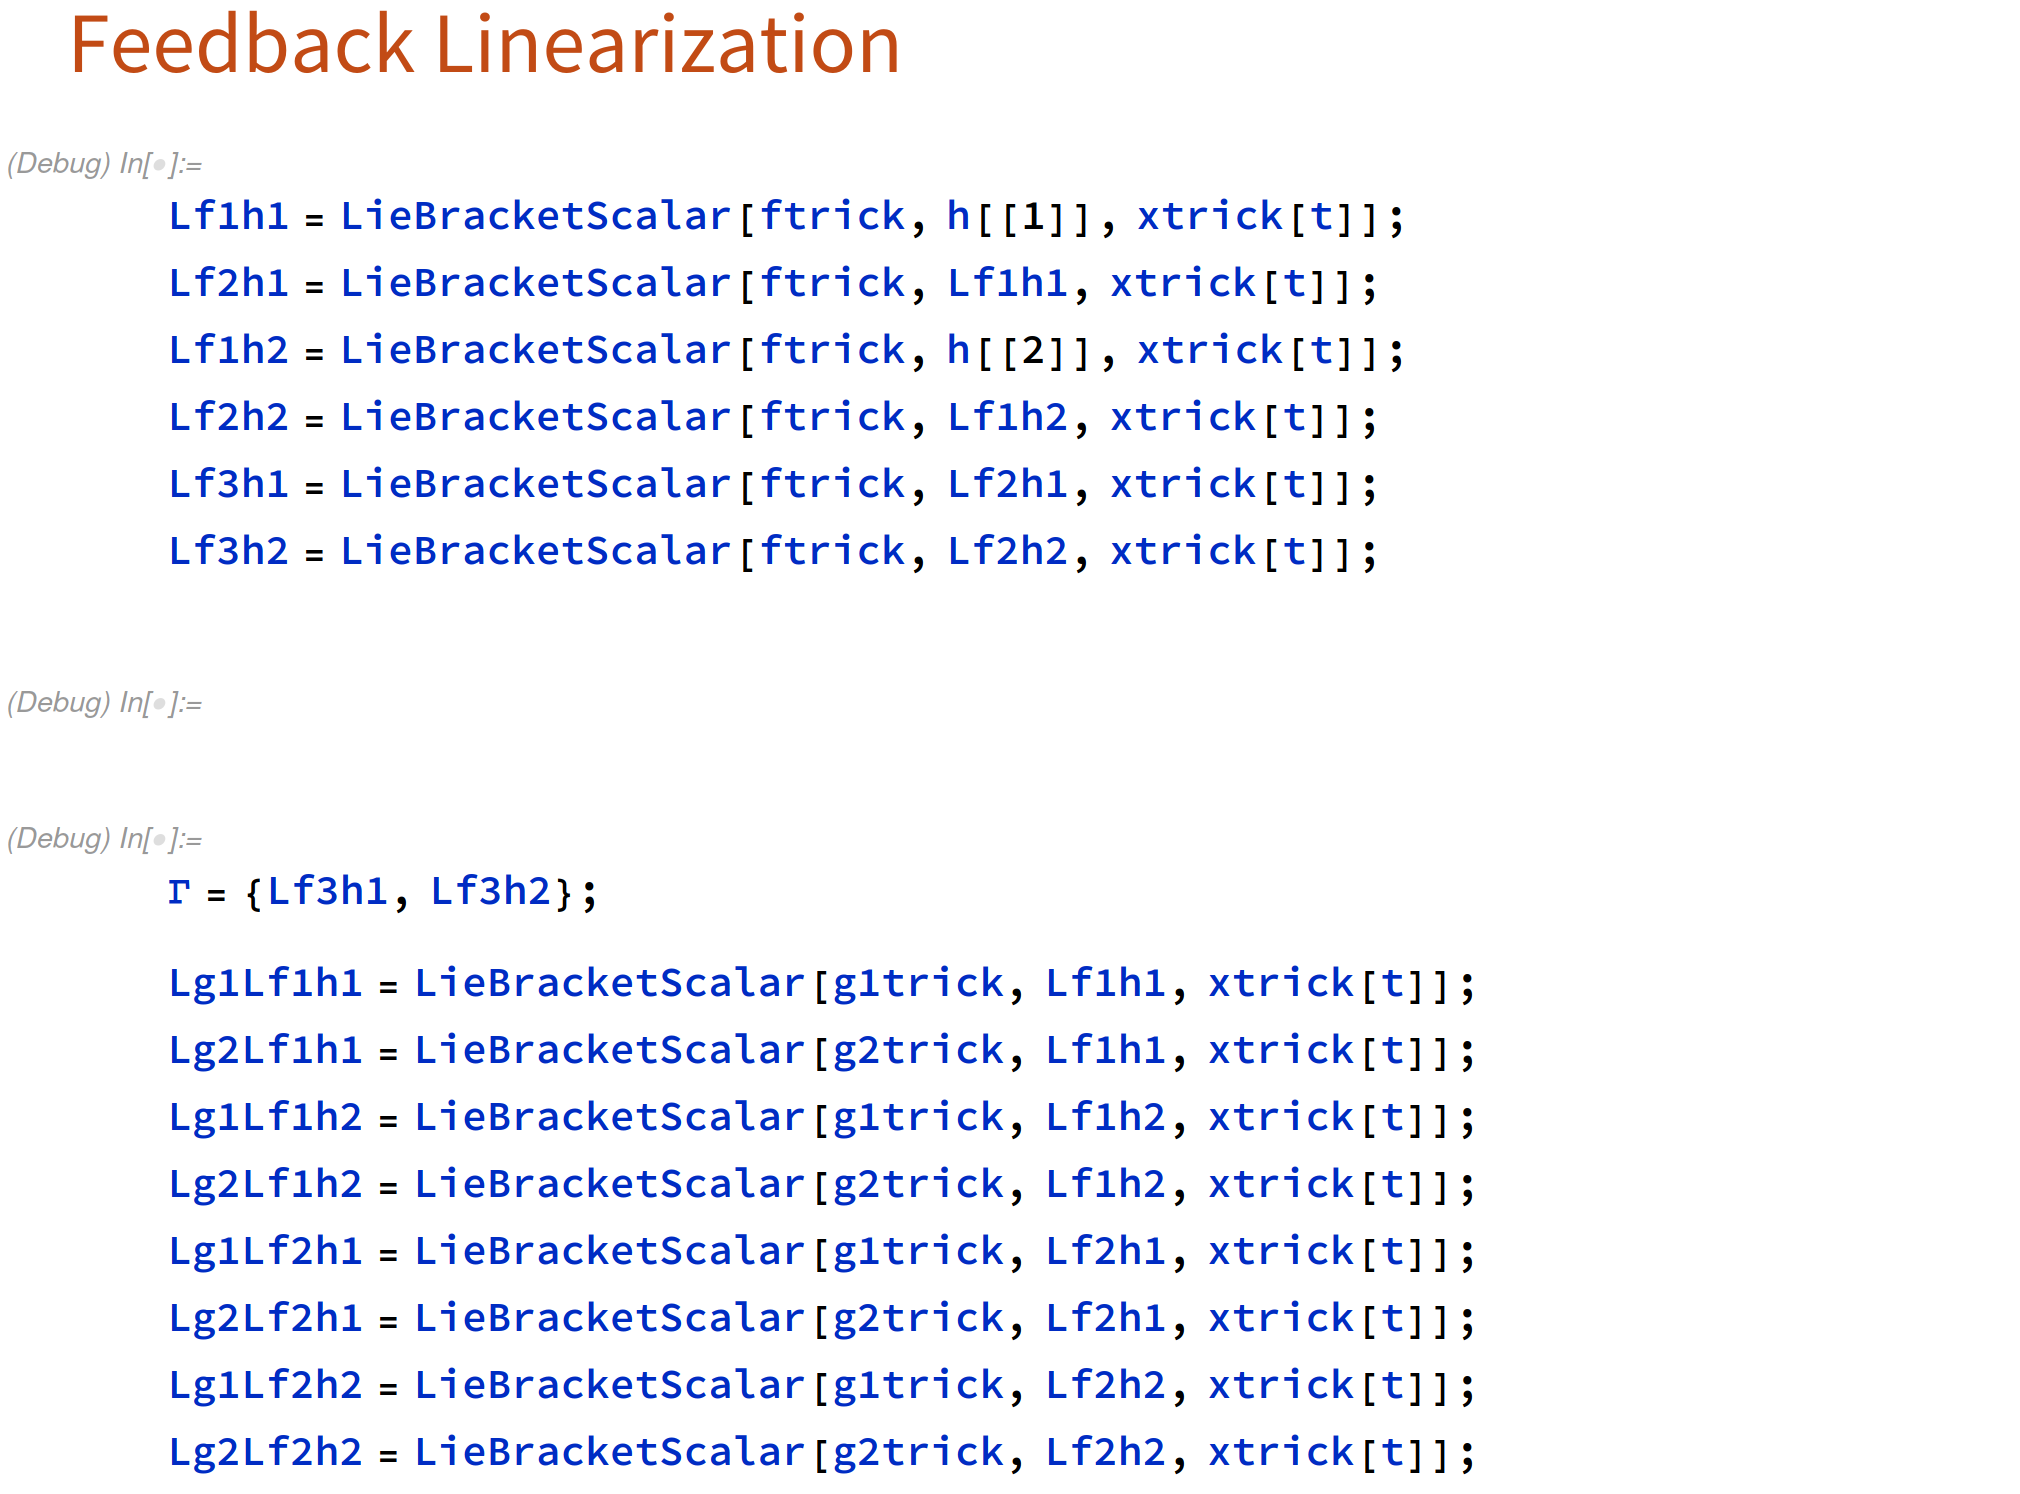 Feedback Linearization
(Debug) In[•]:=
Lf1h1 = LieBracketScalar[ftrick, h[[1]], xtrick[t]];
Lf2h1 = LieBracketScalar[ftrick, Lf1h1, xtrick[t]];
Lf1h2 = LieBracketScalar[ftrick, h[[2]], xtrick[t]];
Lf2h2 = LieBracketScalar[ftrick, Lf1h2, xtrick[t]];
Lf3h1 = LieBracketScalar[ftrick, Lf2h1, xtrick[t]];
Lf3h2 = LieBracketScalar[ftrick, Lf2h2, xtrick[t]];
(Debug) In[•]:=
(Debug) In[•]:=
Γ = {Lf3h1, Lf3h2};
Lg1Lf1h1 = LieBracketScalar[g1trick, Lf1h1, xtrick[t]];
Lg2Lf1h1 = LieBracketScalar[g2trick, Lf1h1, xtrick[t]];
Lg1Lf1h2 = LieBracketScalar[g1trick, Lf1h2, xtrick[t]];
Lg2Lf1h2 = LieBracketScalar[g2trick, Lf1h2, xtrick[t]];
Lg1Lf2h1 = LieBracketScalar[g1trick, Lf2h1, xtrick[t]];
Lg2Lf2h1 = LieBracketScalar[g2trick, Lf2h1, xtrick[t]];
Lg1Lf2h2 = LieBracketScalar[g1trick, Lf2h2, xtrick[t]];
Lg2Lf2h2 = LieBracketScalar[g2trick, Lf2h2, xtrick[t]];